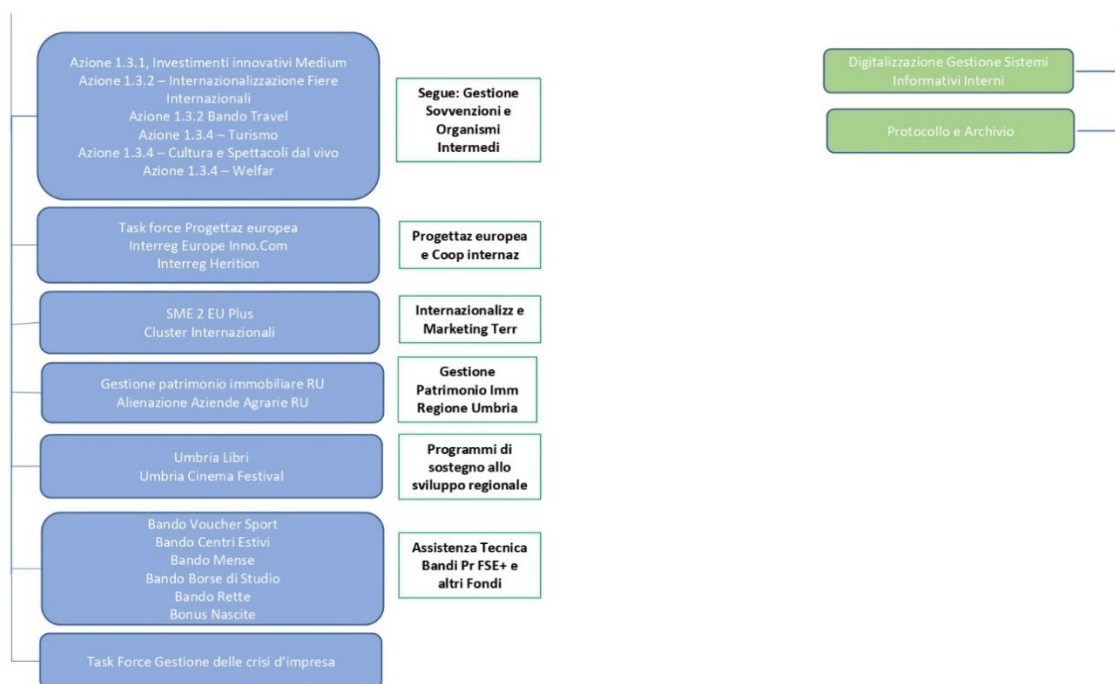 Azione 1.3.1, Investimenti innovativi Medium
Azione 1.3.2 – Internazionalizzazione Fiere
Internazionali
Azione 1.3.2 Bando Travel
Azione 1.3.4 – Turismo
Azione 1.3.4 – Cultura e Spettacoli dal vivo
Azione 1.3.4 – Welfar
Segue: Gestione
Sovvenzioni e
Organismi
Intermedi
Digitalizzazione Gestione Sistemi
Informativi Interni
Protocollo e Archivio
Task force Progettaz europea
Interreg Europe Inno.Com
Interreg Herition
Progettaz europea
e Coop internaz
SME 2 EU Plus
Cluster Internazionali
Internazionalizz e
Marketing Terr
Gestione patrimonio immobiliare RU
Alienazione Aziende Agrarie RU
Gestione
Patrimonio Imm
Regione Umbria
Umbria Libri
Umbria Cinema Festival
Programmi di
sostegno allo
sviluppo regionale
Bando Voucher Sport
Bando Centri Estivi
Bando Mense
Bando Borse di Studio
Bando Rette
Bonus Nascite
Assistenza Tecnica
Bandi Pr FSE+ e
altri Fondi
Task Force Gestione delle crisi d’impresa